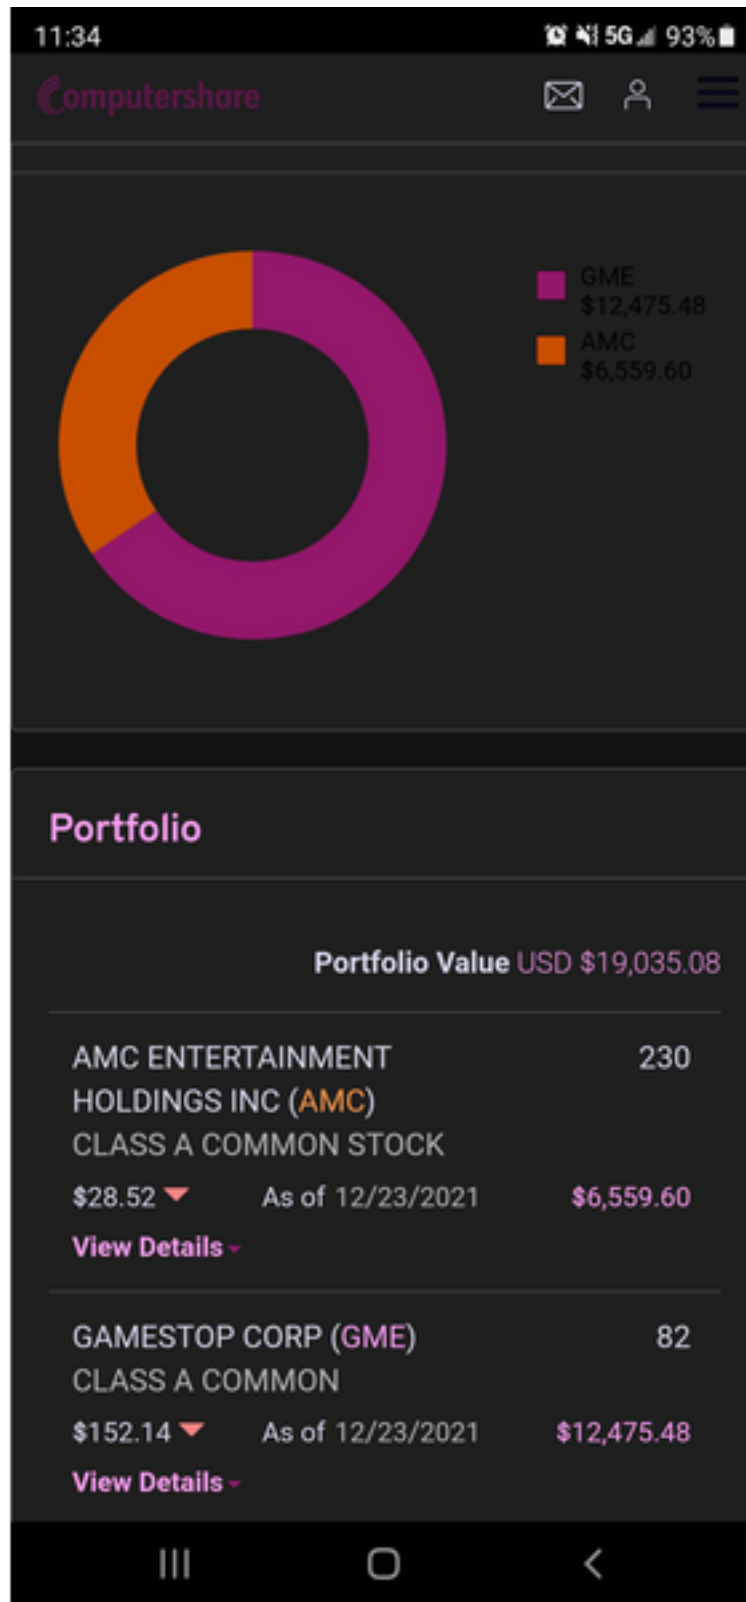 11:34 5G 93%
Computershare
GME
$12,475.48
AMC
$6,559.60
Portfolio
Portfolio Value USD $19,035.08
AMC ENTERTAINMENT 230
HOLDINGS INC (AMC)
CLASS A COMMON STOCK
$28.52 As of 12/23/2021 $6,559.60
View Details
GAMESTOP CORP (GME) 82
CLASS A COMMON
$152.14 As of 12/23/2021 $12,475.48
View Details